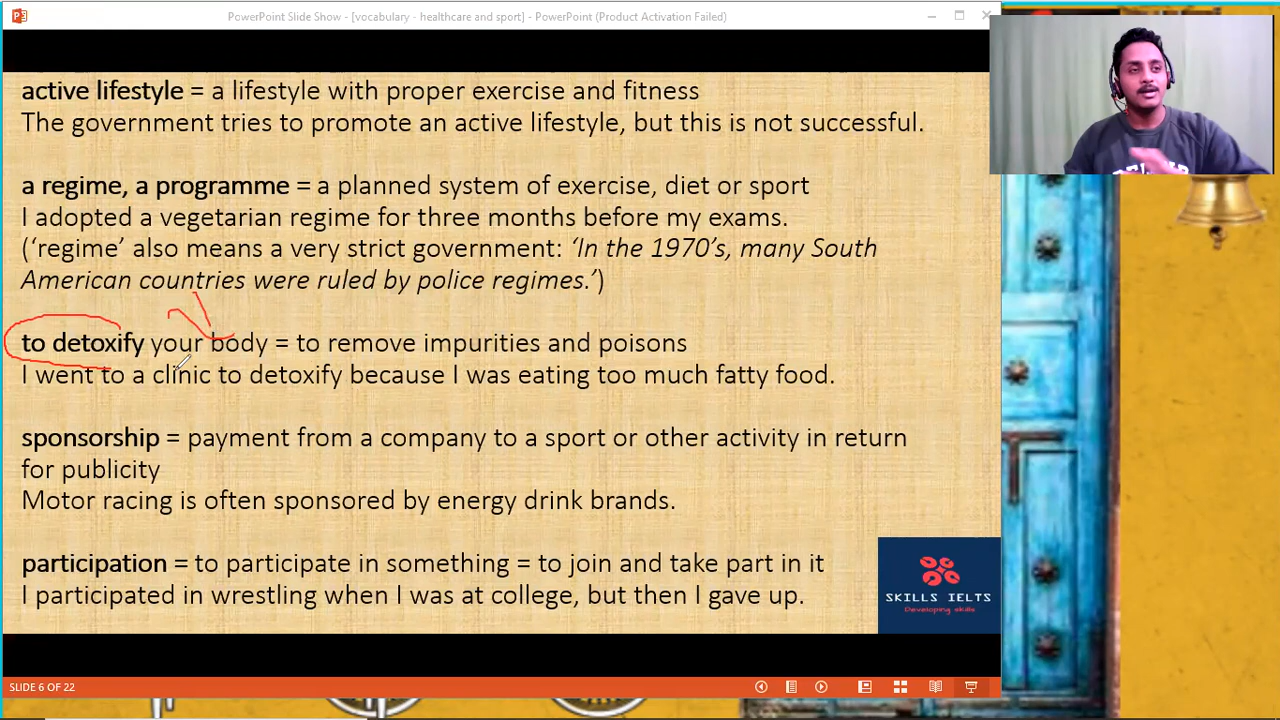 PowerPoint Slide Show - [vocabulary - healthcare and sport] - PowerPoint (Product Activation Failed)
active lifestyle = a lifestyle with proper exercise and fitness
The government tries to promote an active lifestyle, but this is not successful.
a regime, a programme = a planned system of exercise, diet or sport
I adopted a vegetarian regime for three months before my exams.
(‘regime’ also means a very strict government: ‘In the 1970’s, many South
American countries were ruled by police regimes.’)
to detoxify your body = to remove impurities and poisons
I went to a clinic to detoxify because I was eating too much fatty food.
sponsorship = payment from a company to a sport or other activity in return
for publicity
Motor racing is often sponsored by energy drink brands.
participation = to participate in something = to join and take part in it
I participated in wrestling when I was at college, but then I gave up.
SKILLS IELTS
Developing skills
SLIDE 6 OF 22